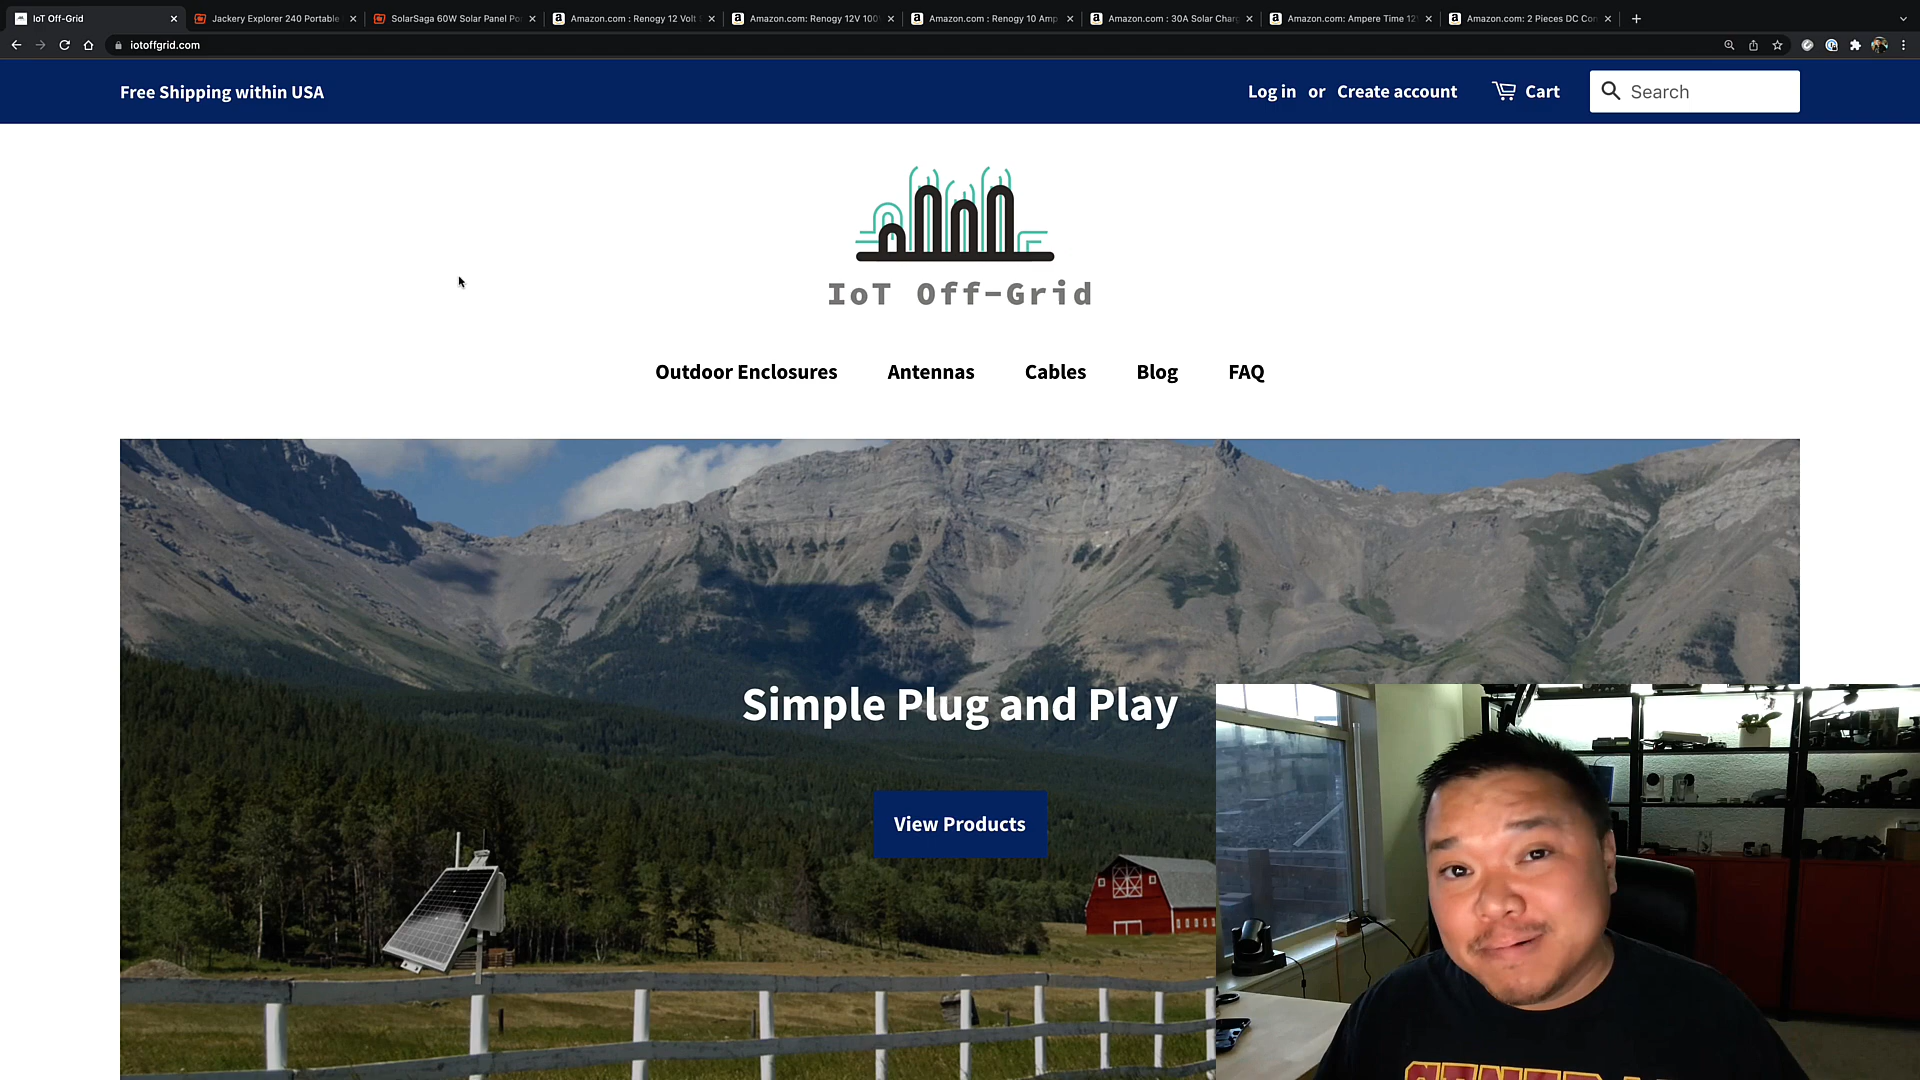 IoT Off-Grid
Jackery Explorer 240 Portable
SolarSaga 60W Solar Panel Po
Amazon.com : Renogy 12 Volt
Amazon.com: Renogy 12V 100
Amazon.com : Renogy 10 Amp
Amazon.com : 30A Solar Charg
Amazon.com: Ampere Time 12
Amazon.com: 2 Pieces DC Con
iotoffgrid.com
Free Shipping within USA
Log in or Create account
Cart
Search
IoT Off-Grid
Outdoor Enclosures
Antennas
Cables
Blog
FAQ
Simple Plug and Play
View Products